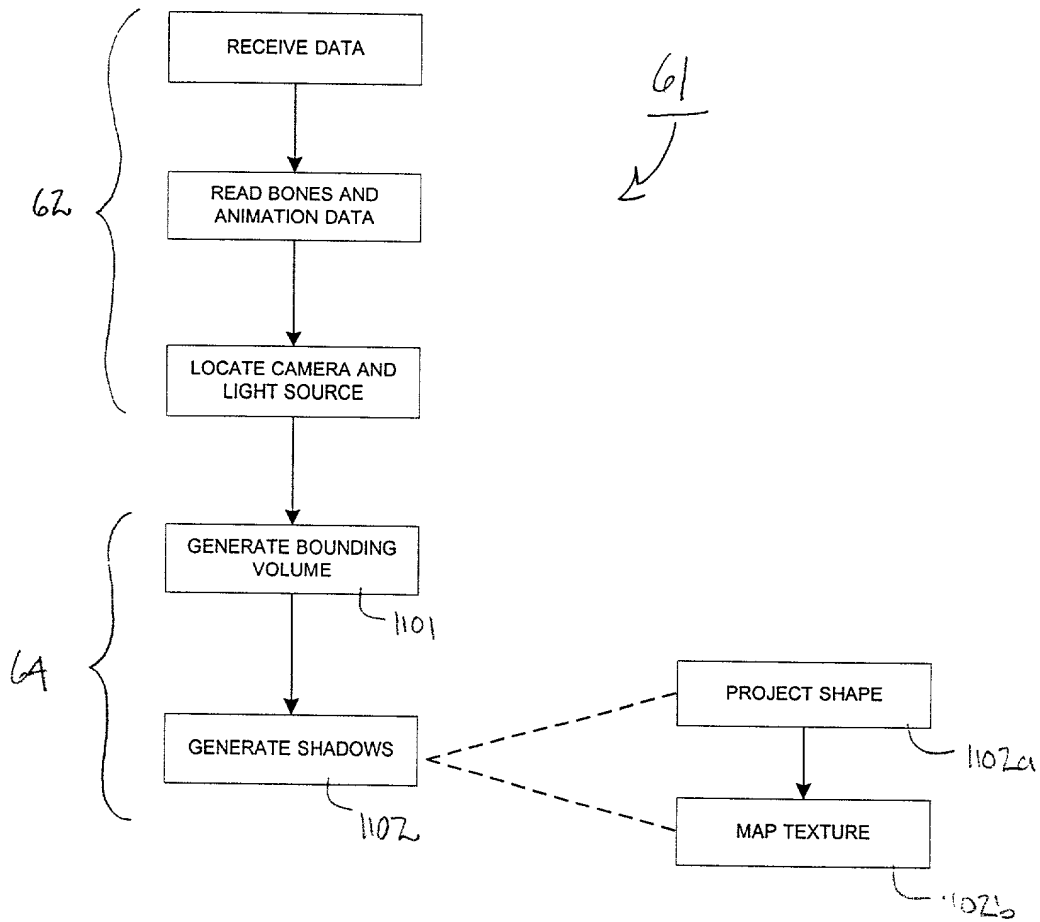 RECEIVE DATA
61
READ BONES AND
ANIMATION DATA
62
LOCATE CAMERA AND
LIGHT SOURCE
GENERATE BOUNDING
VOLUME
1101
64
GENERATE SHADOWS
1102
PROJECT SHAPE
1102a
MAP TEXTURE
1102b